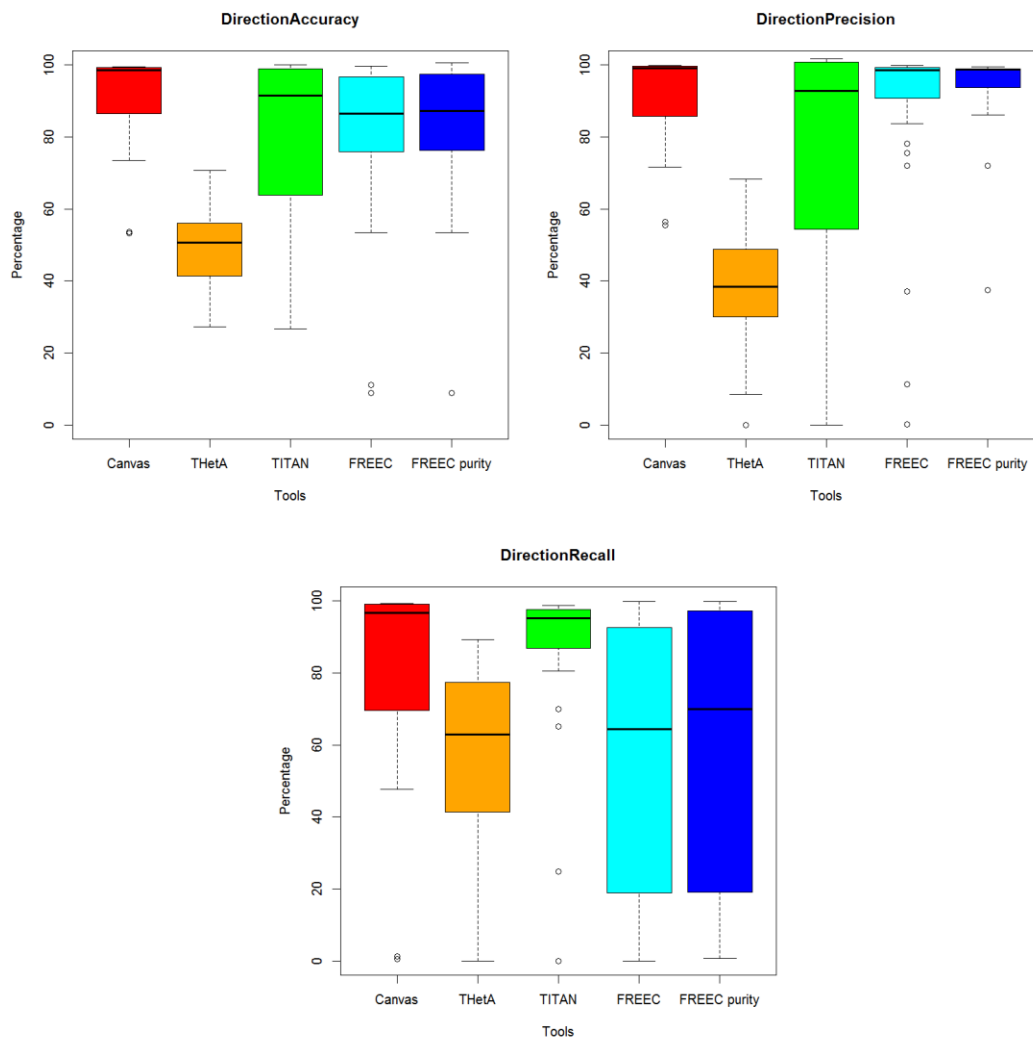 DirectionAccuracy
Percentage
100
80
60
40
20
0
Canvas THetA TITAN FREEC FREEC purity
Tools
DirectionPrecision
Percentage
100
80
60
40
20
0
Canvas THetA TITAN FREEC FREEC purity
Tools
DirectionRecall
Percentage
100
80
60
40
20
0
Canvas THetA TITAN FREEC FREEC purity
Tools